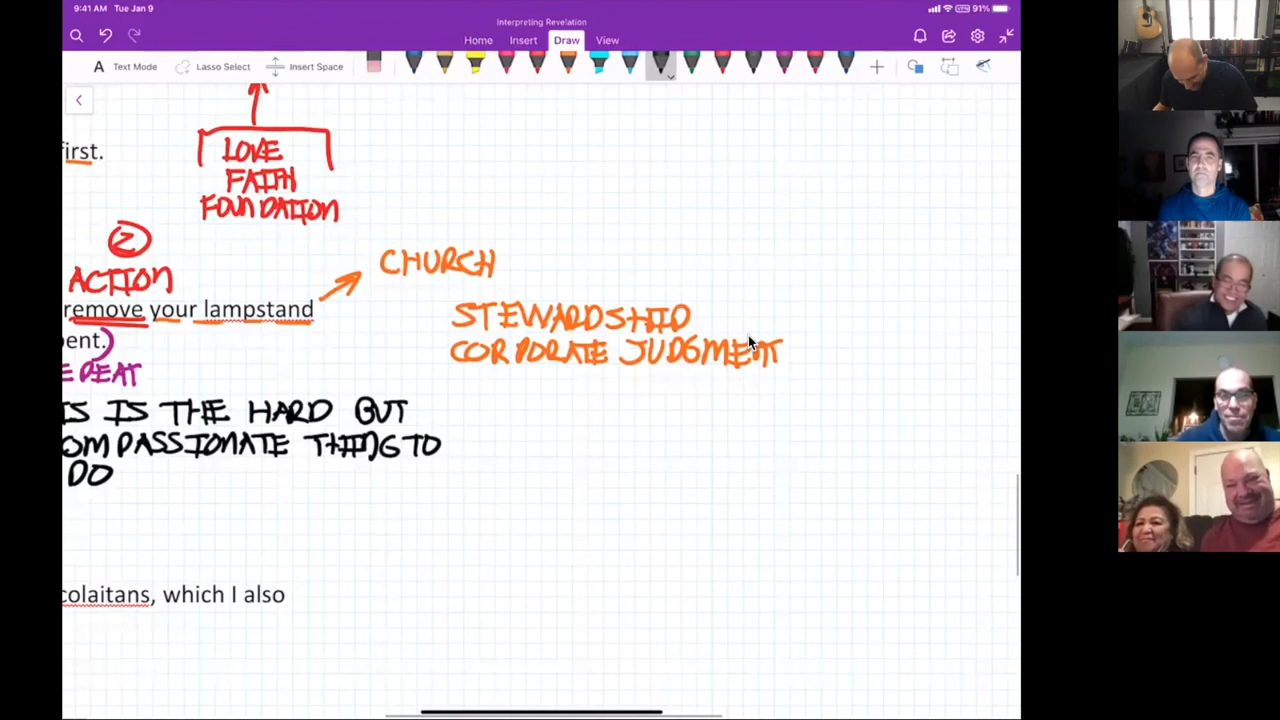 9:41 AM Tue Jan 9
91%
Interpreting Revelation
Home Insert Draw View
Text Mode Lasso Select Insert Space
first.
LOVE
FAITH
FOUNDATION
2
ACTION
CHURCH
remove your lampstand
STEWARDSHIP
CORPORATE JUDGMENT
pent.)
EPEAT
IS IS THE HARD BUT
OMPASSIONATE THING TO
DO
colaitans, which I also